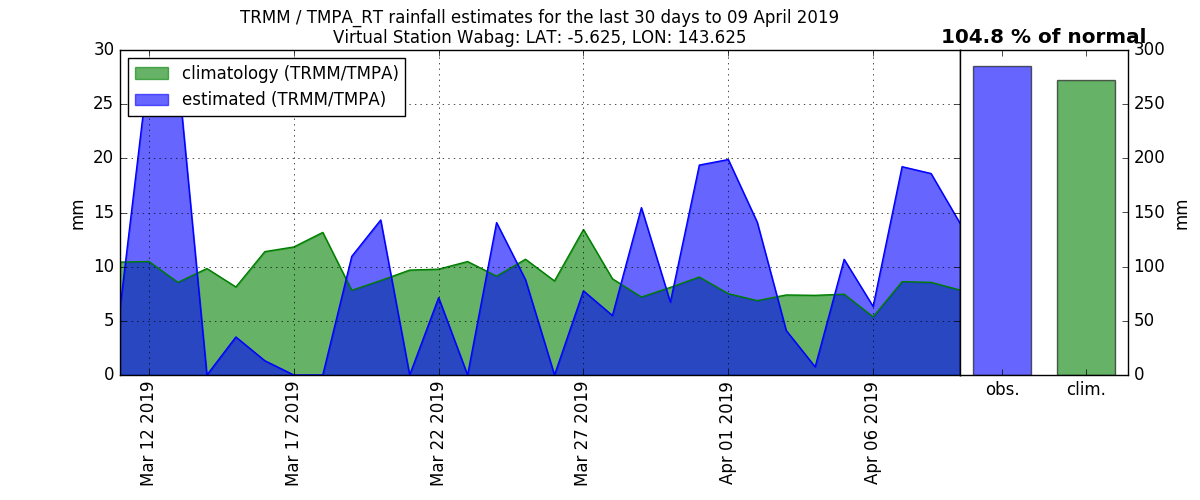 TRMM / TMPA_RT rainfall estimates for the last 30 days to 09 April 2019
Virtual Station Wabag: LAT: -5.625, LON: 143.625
104.8 % of normal
climatology (TRMM/TMPA)
estimated (TRMM/TMPA)
30
25
20
15
10
5
0
mm
300
250
200
150
100
50
0
mm
Mar 12 2019
Mar 17 2019
Mar 22 2019
Mar 27 2019
Apr 01 2019
Apr 06 2019
obs.
clim.